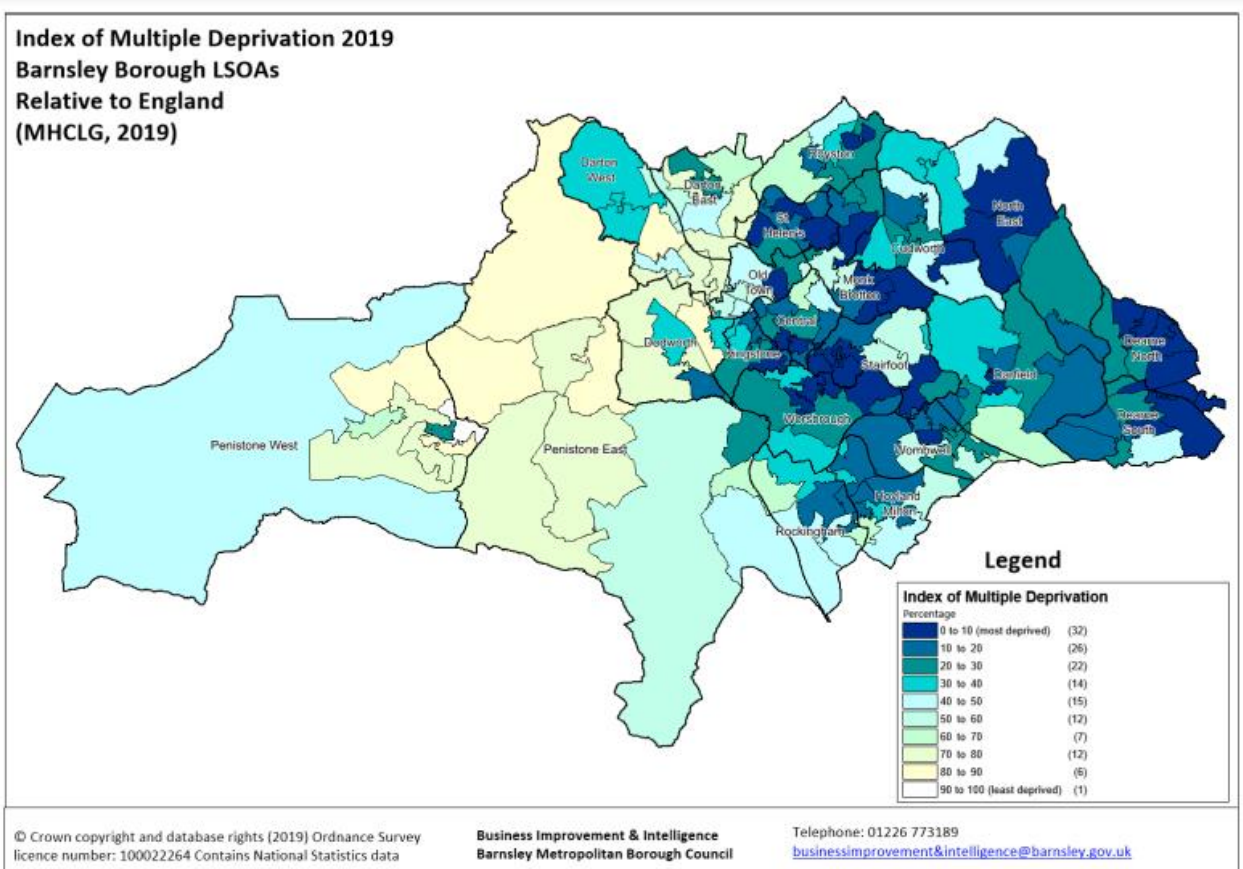 Index of Multiple Deprivation 2019
Barnsley Borough LSOAs
Relative to England
(MHCLG, 2019)
Royston
Darton
West
Darton
East
North
East
St
Helen's
Cudworth
Old
Town
Monk
Bretton
Central
Dearne
North
Dodworth
Kingstone
Stairfoot
Darfield
Worsbrough
Dearne
South
Penistone West
Penistone East
Wombwell
Hoyland
Milton
Rockingham
Legend
Index of Multiple Deprivation
Percentage
0 to 10 (most deprived) (32)
10 to 20 (26)
20 to 30 (22)
30 to 40 (14)
40 to 50 (15)
50 to 60 (12)
60 to 70 (7)
70 to 80 (12)
80 to 90 (6)
90 to 100 (least deprived) (1)
© Crown copyright and database rights (2019) Ordnance Survey
licence number: 100022264 Contains National Statistics data
Business Improvement & Intelligence
Barnsley Metropolitan Borough Council
Telephone: 01226 773189
businessimprovement&intelligence@barnsley.gov.uk